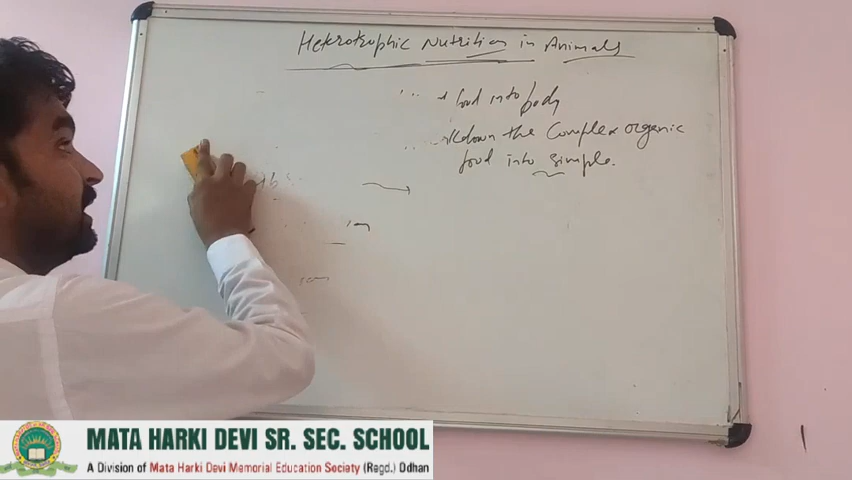 Heterotrophic Nutrition in Animals
food into body
down the Complex organic
food into simple.
MATA HARKI DEVI SR. SEC. SCHOOL
A Division of Mata Harki Devi Memorial Education Society (Regd.) Odhan